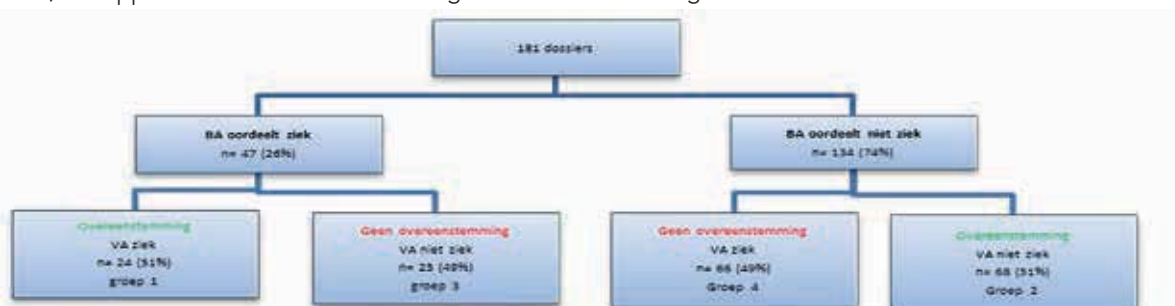 181 dossiers
BA oordeelt ziek
n= 47 (26%)
BA oordeelt niet ziek
n= 134 (74%)
Overeenstemming
VA ziek
n= 24 (51%)
groep 1
Geen overeenstemming
VA niet ziek
n= 23 (49%)
groep 3
Geen overeenstemming
VA ziek
n= 66 (49%)
Groep 4
Overeenstemming
VA niet ziek
n= 68 (51%)
Groep 2